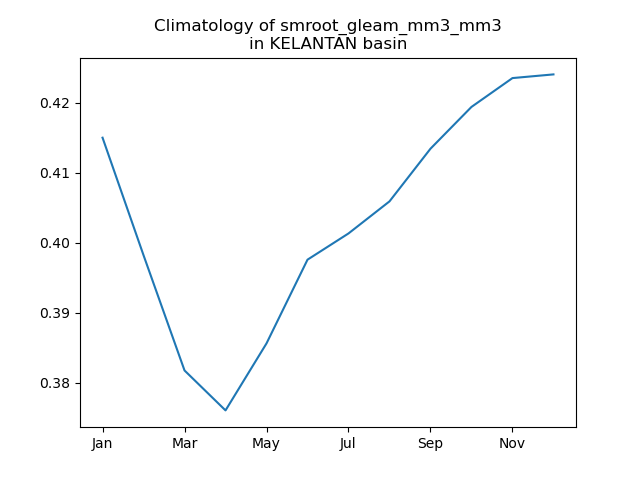 Climatology of smroot_gleam_mm3_mm3
in KELANTAN basin
0.42
0.41
0.40
0.39
0.38
Jan Mar May Jul Sep Nov